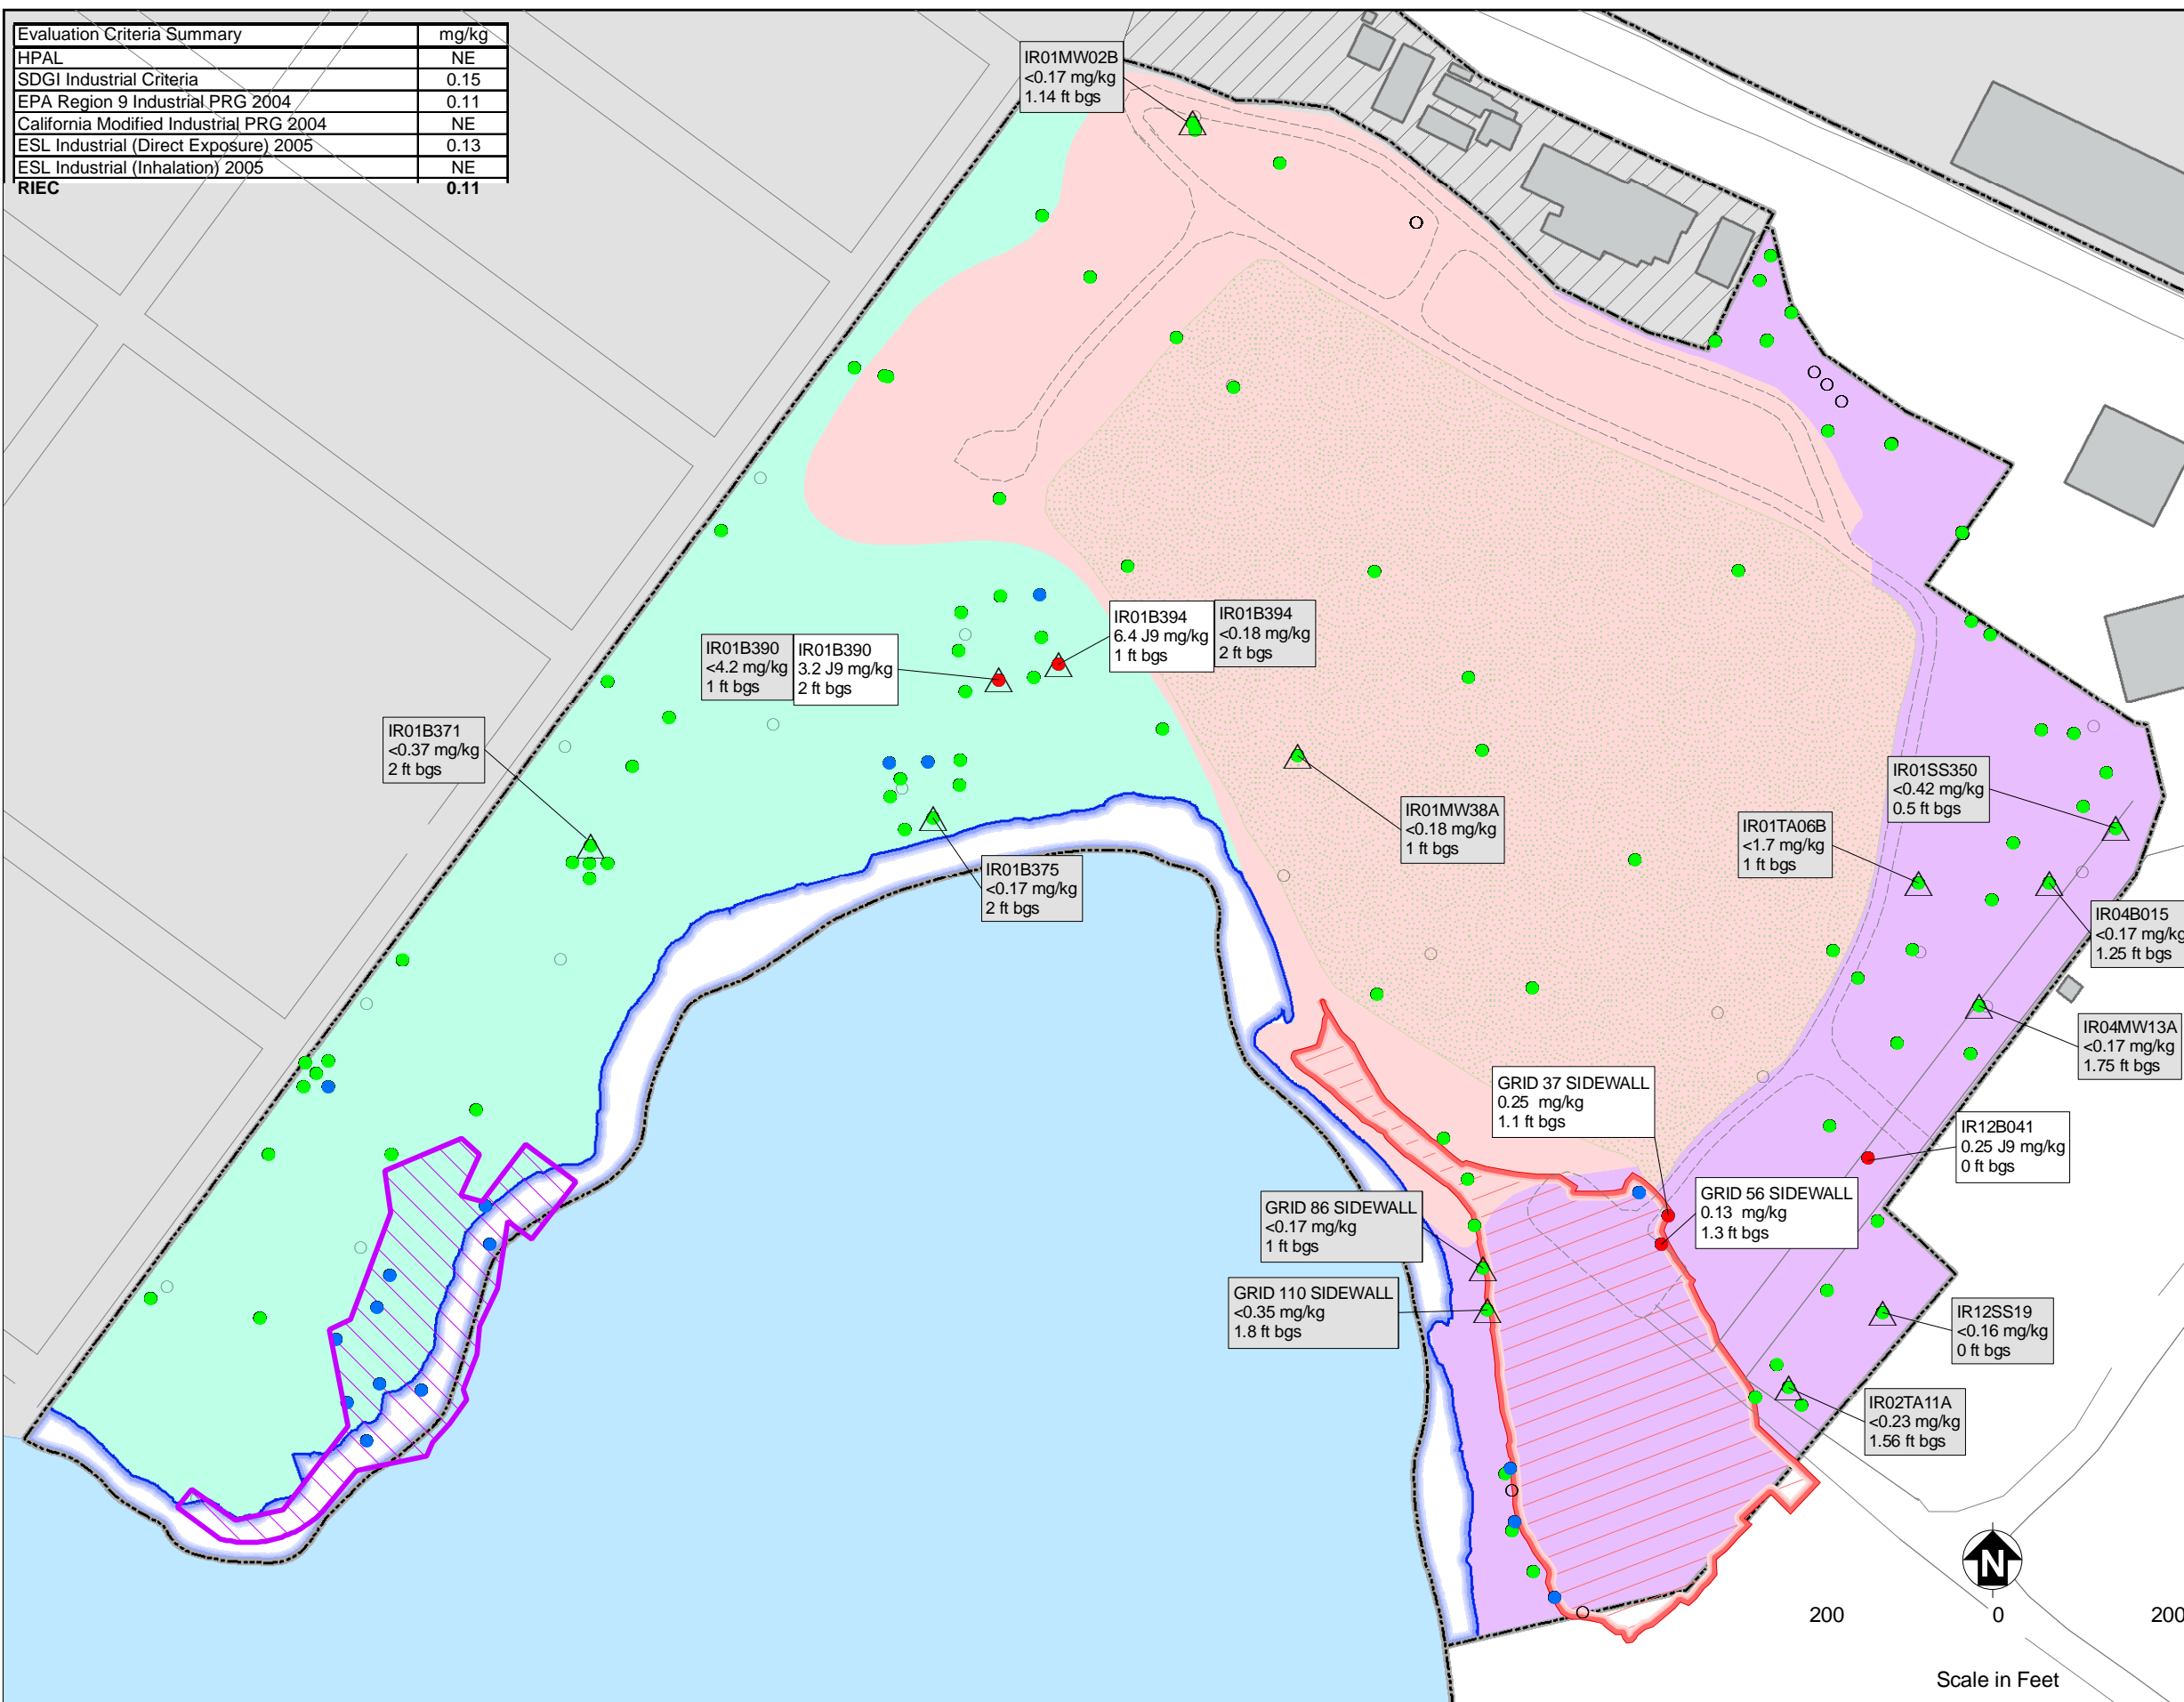 Evaluation Criteria Summary mg/kg
HPAL NE
SDGI Industrial Criteria 0.15
EPA Region 9 Industrial PRG 2004 0.11
California Modified Industrial PRG 2004 NE
ESL Industrial (Direct Exposure) 2005 0.13
ESL Industrial (Inhalation) 2005 NE
RIEC 0.11
IR01MW02B
<0.17 mg/kg
1.14 ft bgs
IR01B394
6.4 J9 mg/kg
1 ft bgs
IR01B394
<0.18 mg/kg
2 ft bgs
IR01B390
<4.2 mg/kg
1 ft bgs
IR01B390
3.2 J9 mg/kg
2 ft bgs
IR01B371
<0.37 mg/kg
2 ft bgs
IR01B375
<0.17 mg/kg
2 ft bgs
IR01MW38A
<0.18 mg/kg
1 ft bgs
IR01SS350
<0.42 mg/kg
0.5 ft bgs
IR01TA06B
<1.7 mg/kg
1 ft bgs
IR04B015
<0.17 mg/kg
1.25 ft bgs
IR04MW13A
<0.17 mg/kg
1.75 ft bgs
GRID 37 SIDEWALL
0.25 mg/kg
1.1 ft bgs
IR12B041
0.25 J9 mg/kg
0 ft bgs
GRID 56 SIDEWALL
0.13 mg/kg
1.3 ft bgs
GRID 86 SIDEWALL
<0.17 mg/kg
1 ft bgs
GRID 110 SIDEWALL
<0.35 mg/kg
1.8 ft bgs
IR12SS19
<0.16 mg/kg
0 ft bgs
IR02TA11A
<0.23 mg/kg
1.56 ft bgs
N
200 0 200
Scale in Feet